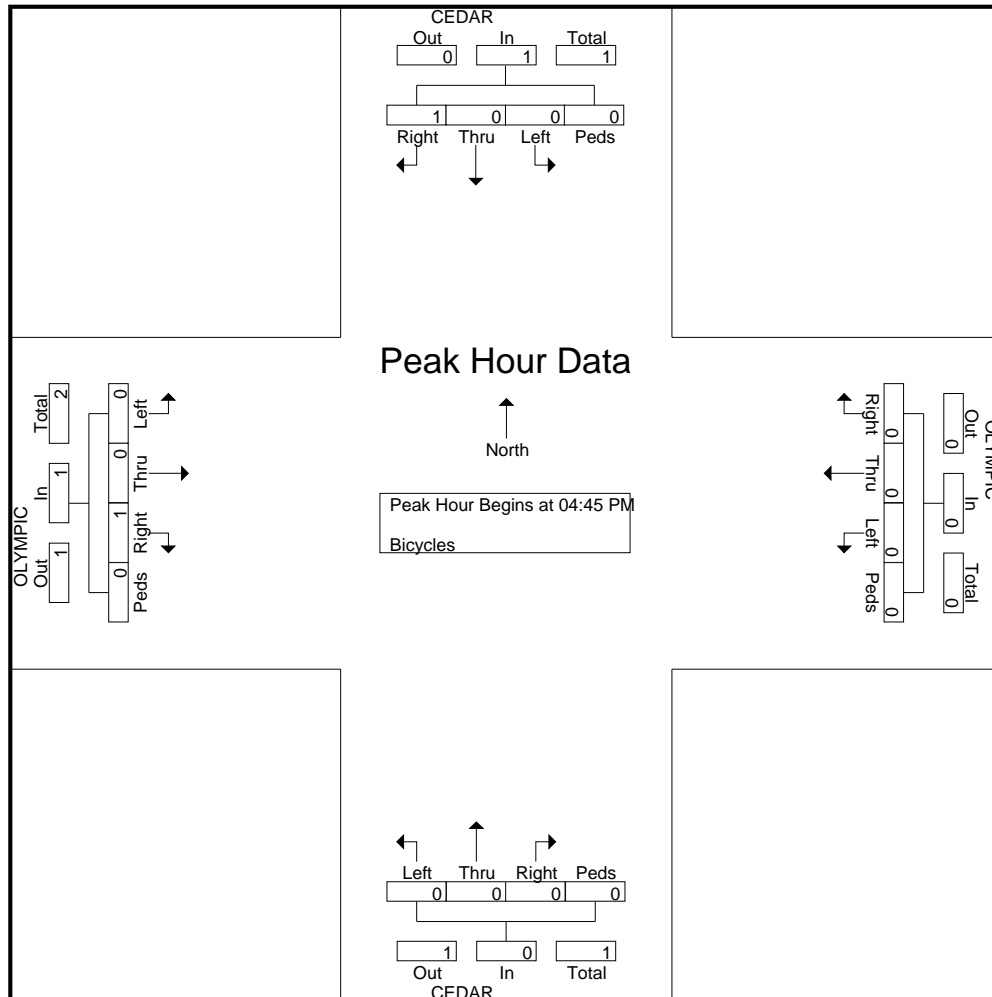 CEDAR
Out In Total
0 1 1
1 0 0 0
Right Thru Left Peds
Peak Hour Data
North
Peak Hour Begins at 04:45 PM
Bicycles
OLYMPIC
Total In Out
2 1 1
0 0 1 0
Left Thru Right Peds
Right Thru Left Peds
0 0 0 0
Out In Total
0 0 0
OLYMPIC
Left Thru Right Peds
0 0 0 0
1 0 1
Out In Total
CEDAR